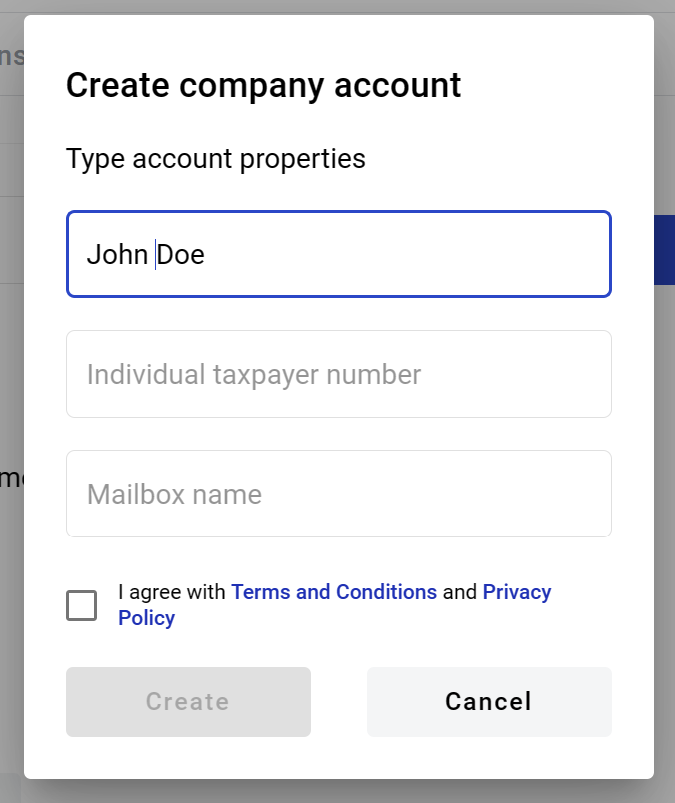 Create company account
Type account properties
John Doe
Individual taxpayer number
Mailbox name
I agree with Terms and Conditions and Privacy
Policy
Create
Cancel